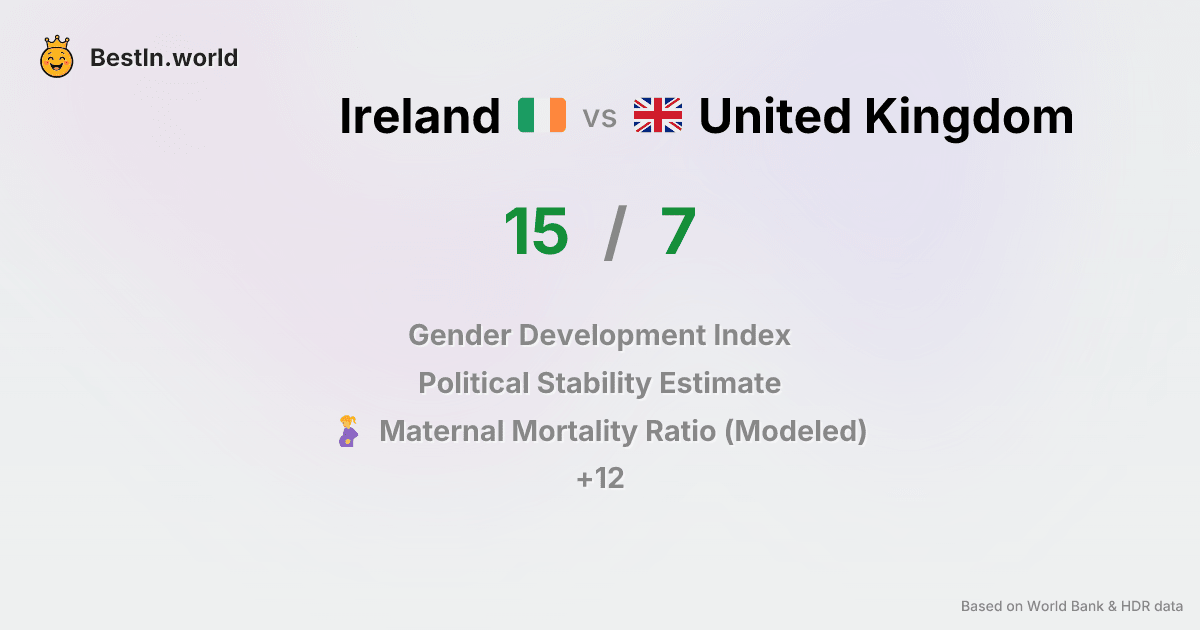 BestIn.world
Ireland vs United Kingdom
15 / 7
Gender Development Index
Political Stability Estimate
Maternal Mortality Ratio (Modeled)
+12
Based on World Bank & HDR data